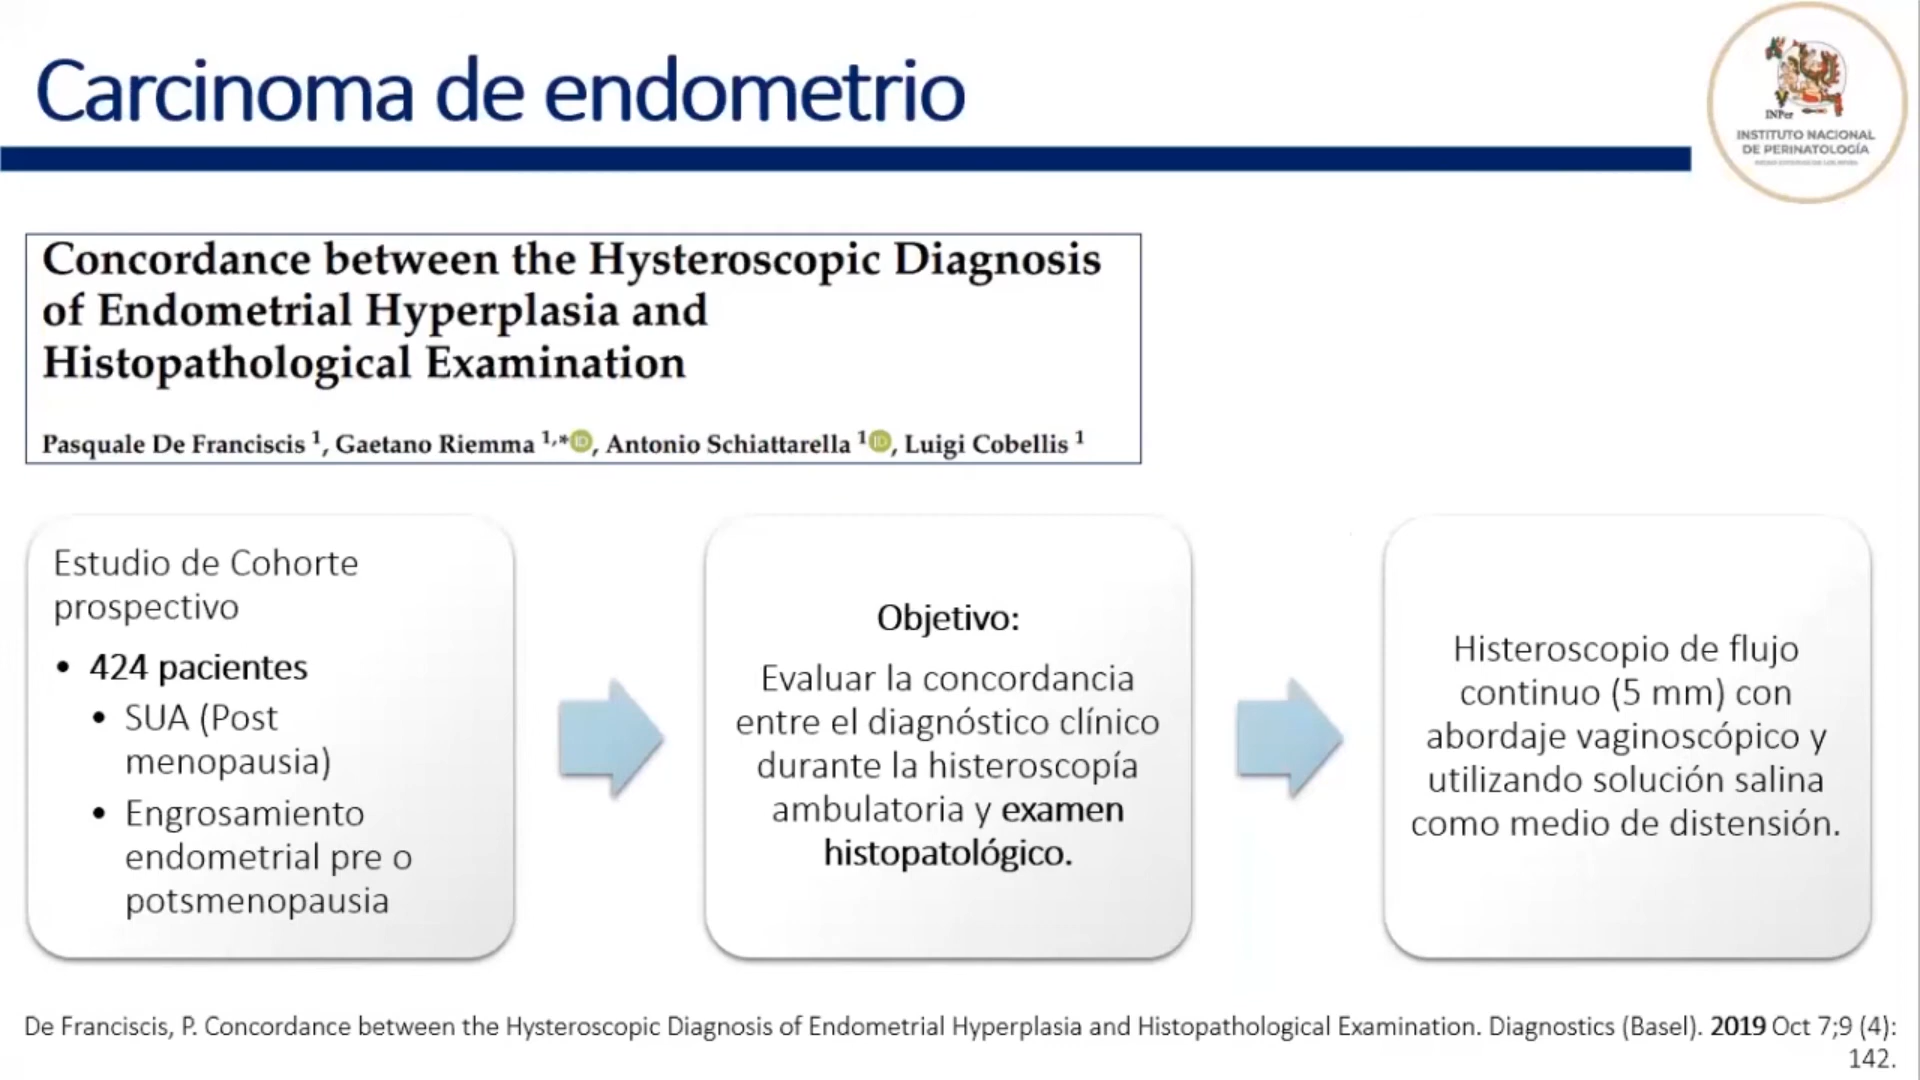 Carcinoma de endometrio
INPer
INSTITUTO NACIONAL
DE PERINATOLOGÍA
Concordance between the Hysteroscopic Diagnosis
of Endometrial Hyperplasia and
Histopathological Examination
Pasquale De Franciscis 1, Gaetano Riemma 1,* iD, Antonio Schiattarella 1 iD, Luigi Cobellis 1
Estudio de Cohorte
prospectivo
• 424 pacientes
• SUA (Post
menopausia)
• Engrosamiento
endometrial pre o
potsmenopausia
Objetivo:
Evaluar la concordancia
entre el diagnóstico clínico
durante la histeroscopía
ambulatoria y examen
histopatológico.
Histeroscopio de flujo
continuo (5 mm) con
abordaje vaginoscópico y
utilizando solución salina
como medio de distensión.
De Franciscis, P. Concordance between the Hysteroscopic Diagnosis of Endometrial Hyperplasia and Histopathological Examination. Diagnostics (Basel). 2019 Oct 7;9 (4):
142.